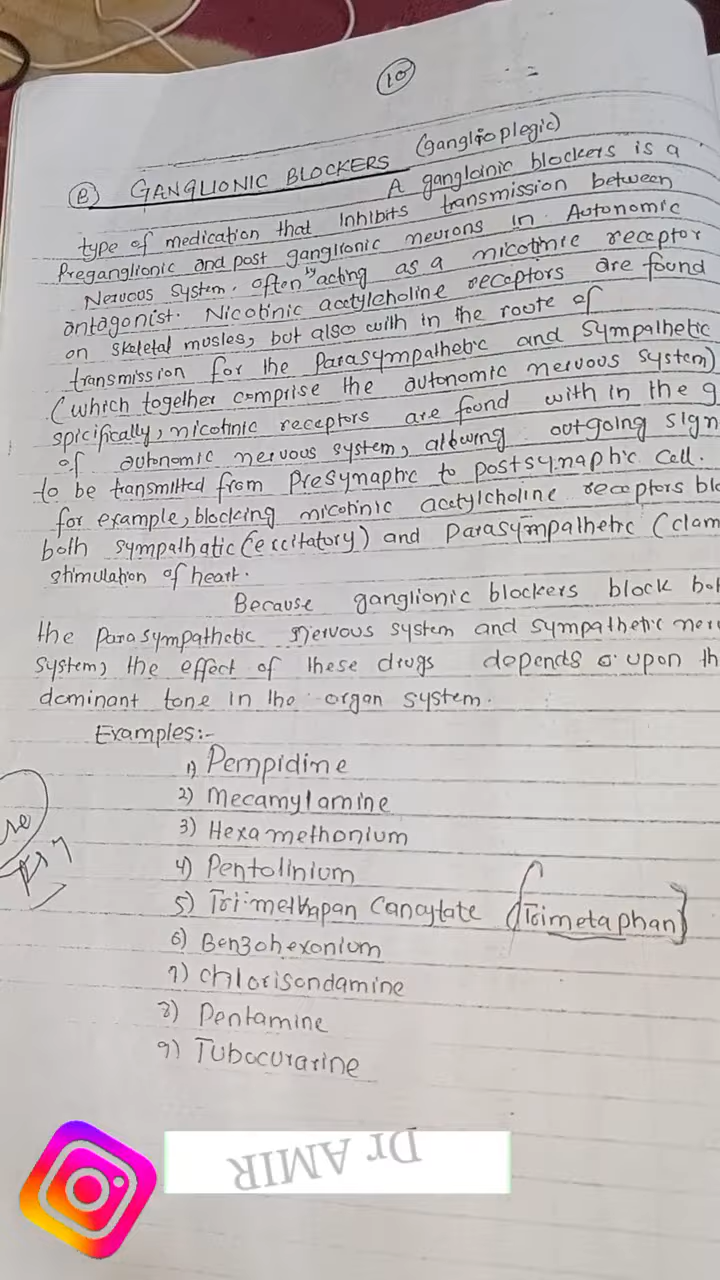 10
(e) GANGLIONIC BLOCKERS (ganglioplegic)
A gangloinic blockers is a
type of medication that Inhibits transmission between
Preganglionic and post ganglionic neurons in Autonomic
Nervous System, often by acting as a nicotinic receptor
antagonist. Nicotinic acetylcholine receptors are found
on skeletal musles, but also with in the route of
transmission for the Parasympathetic and Sympathetic
(which together comprise the autonomic nervous system)
spicifically, nicotinic receptors are found with in the g
of autonomic nervous system, allowing outgoing sign
to be transmitted from Presynaptic to postsynaptic cell.
for example, blocking nicotinic acetylcholine receptors blo
both sympathatic (excitatory) and Parasympathetic (clam
stimulation of heart.
Because ganglionic blockers block bot
the parasympathetic nervous system and sympathetic nerv
system, the effect of these drugs depends upon th
dominant tone in the organ system.
Examples:-
1) Pempidine
2) Mecamylamine
3) Hexamethonium
4) Pentolinium
5) Trimethapan Cancytate (Trimetaphan)
6) Benzohexonium
7) Chlorisondamine
8) Pentamine
9) Tubocurarine
Dr AMIR